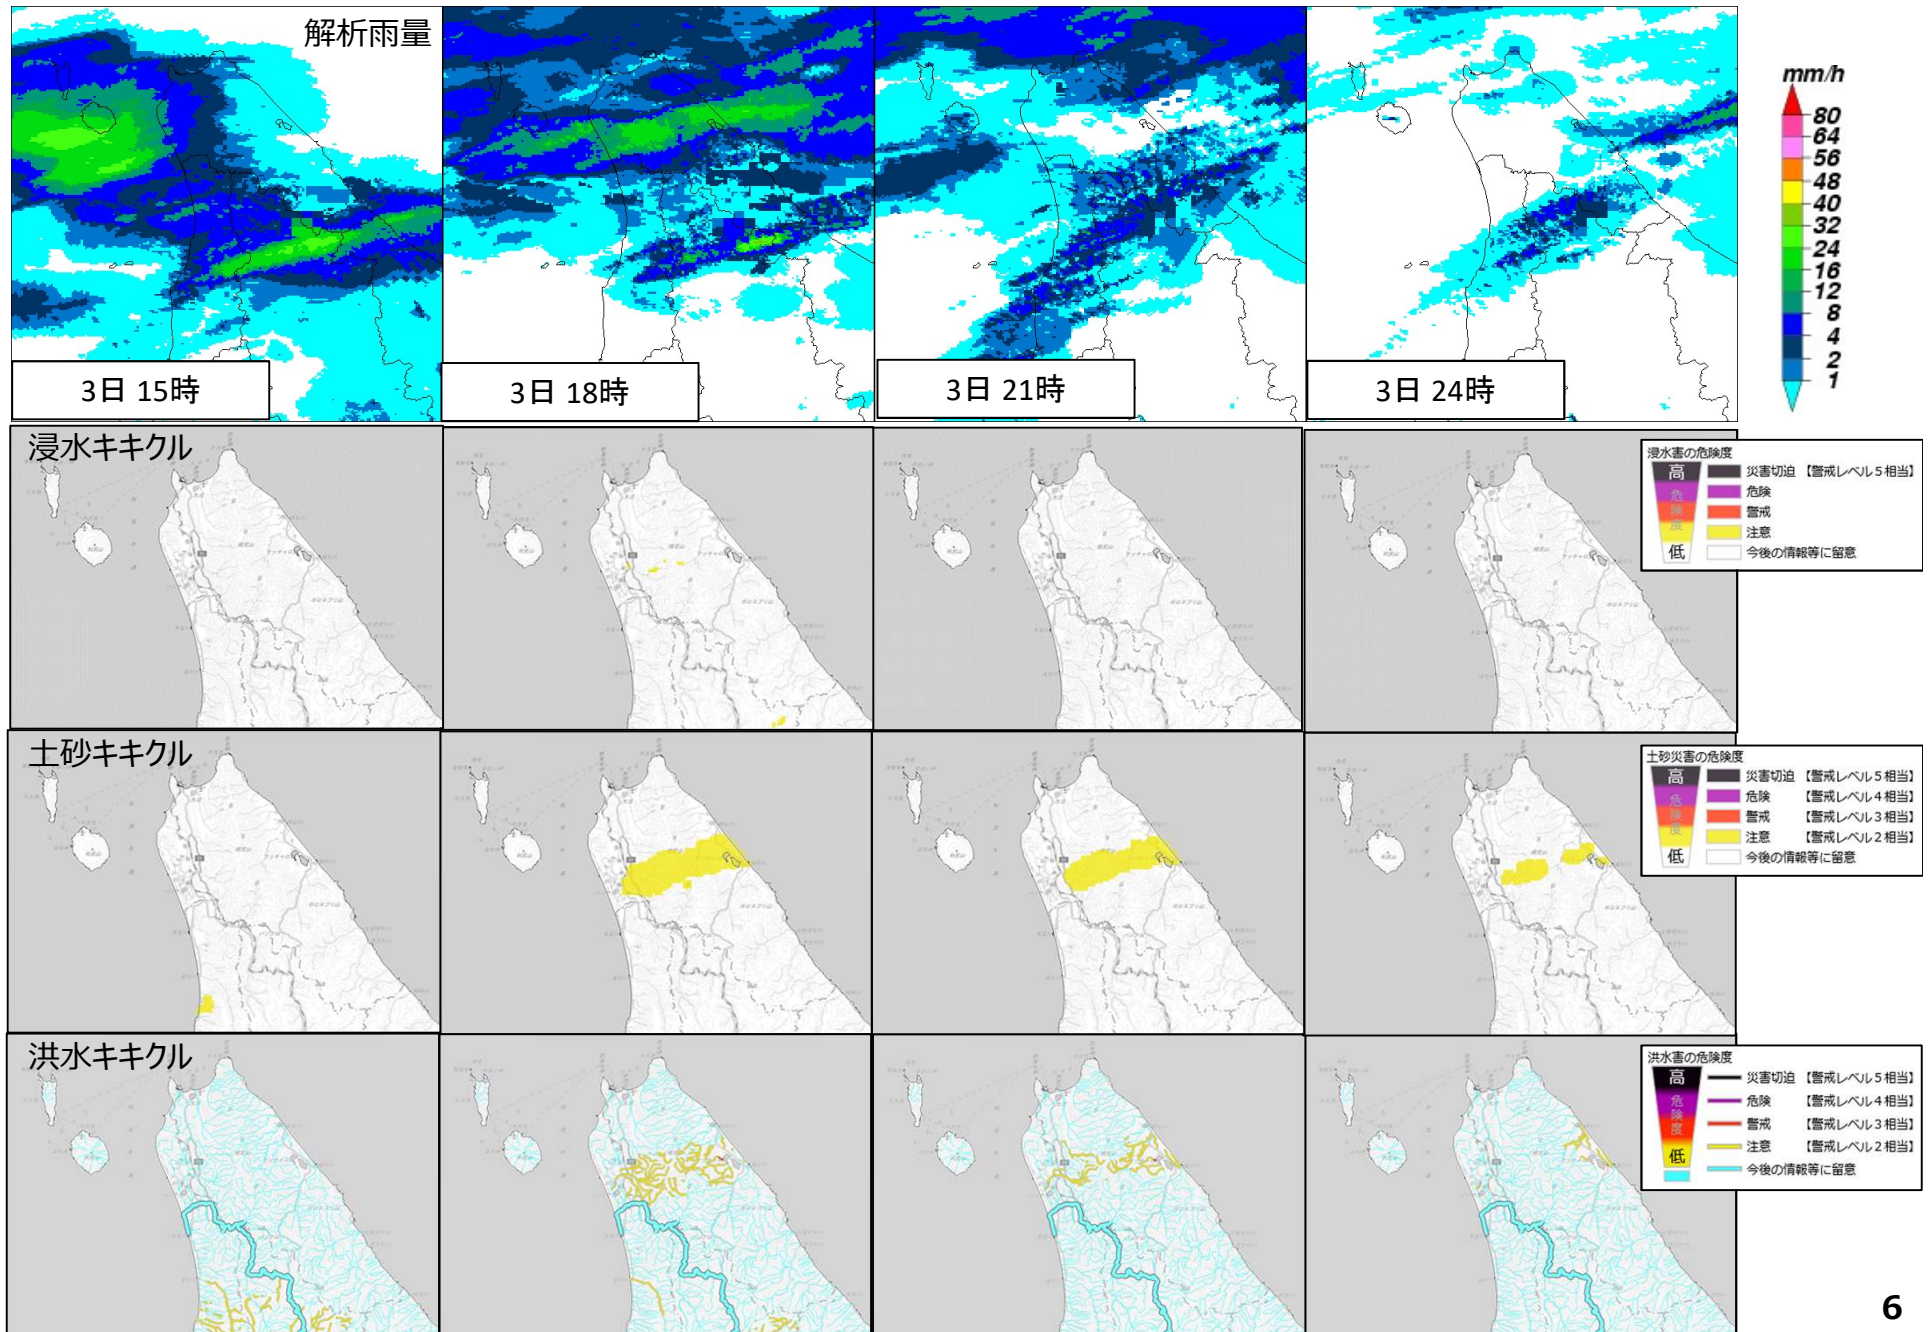 解析雨量
3日 15時
3日 18時
3日 21時
3日 24時
mm/h
80
64
56
48
40
32
24
16
12
8
4
2
1
浸水キキクル
浸水害の危険度
高
危険度
低
災害切迫 【警戒レベル5相当】
危険
警戒
注意
今後の情報等に留意
土砂キキクル
土砂災害の危険度
高
危険度
低
災害切迫 【警戒レベル5相当】
危険 【警戒レベル4相当】
警戒 【警戒レベル3相当】
注意 【警戒レベル2相当】
今後の情報等に留意
洪水キキクル
洪水害の危険度
高
危険度
低
災害切迫 【警戒レベル5相当】
危険 【警戒レベル4相当】
警戒 【警戒レベル3相当】
注意 【警戒レベル2相当】
今後の情報等に留意
6